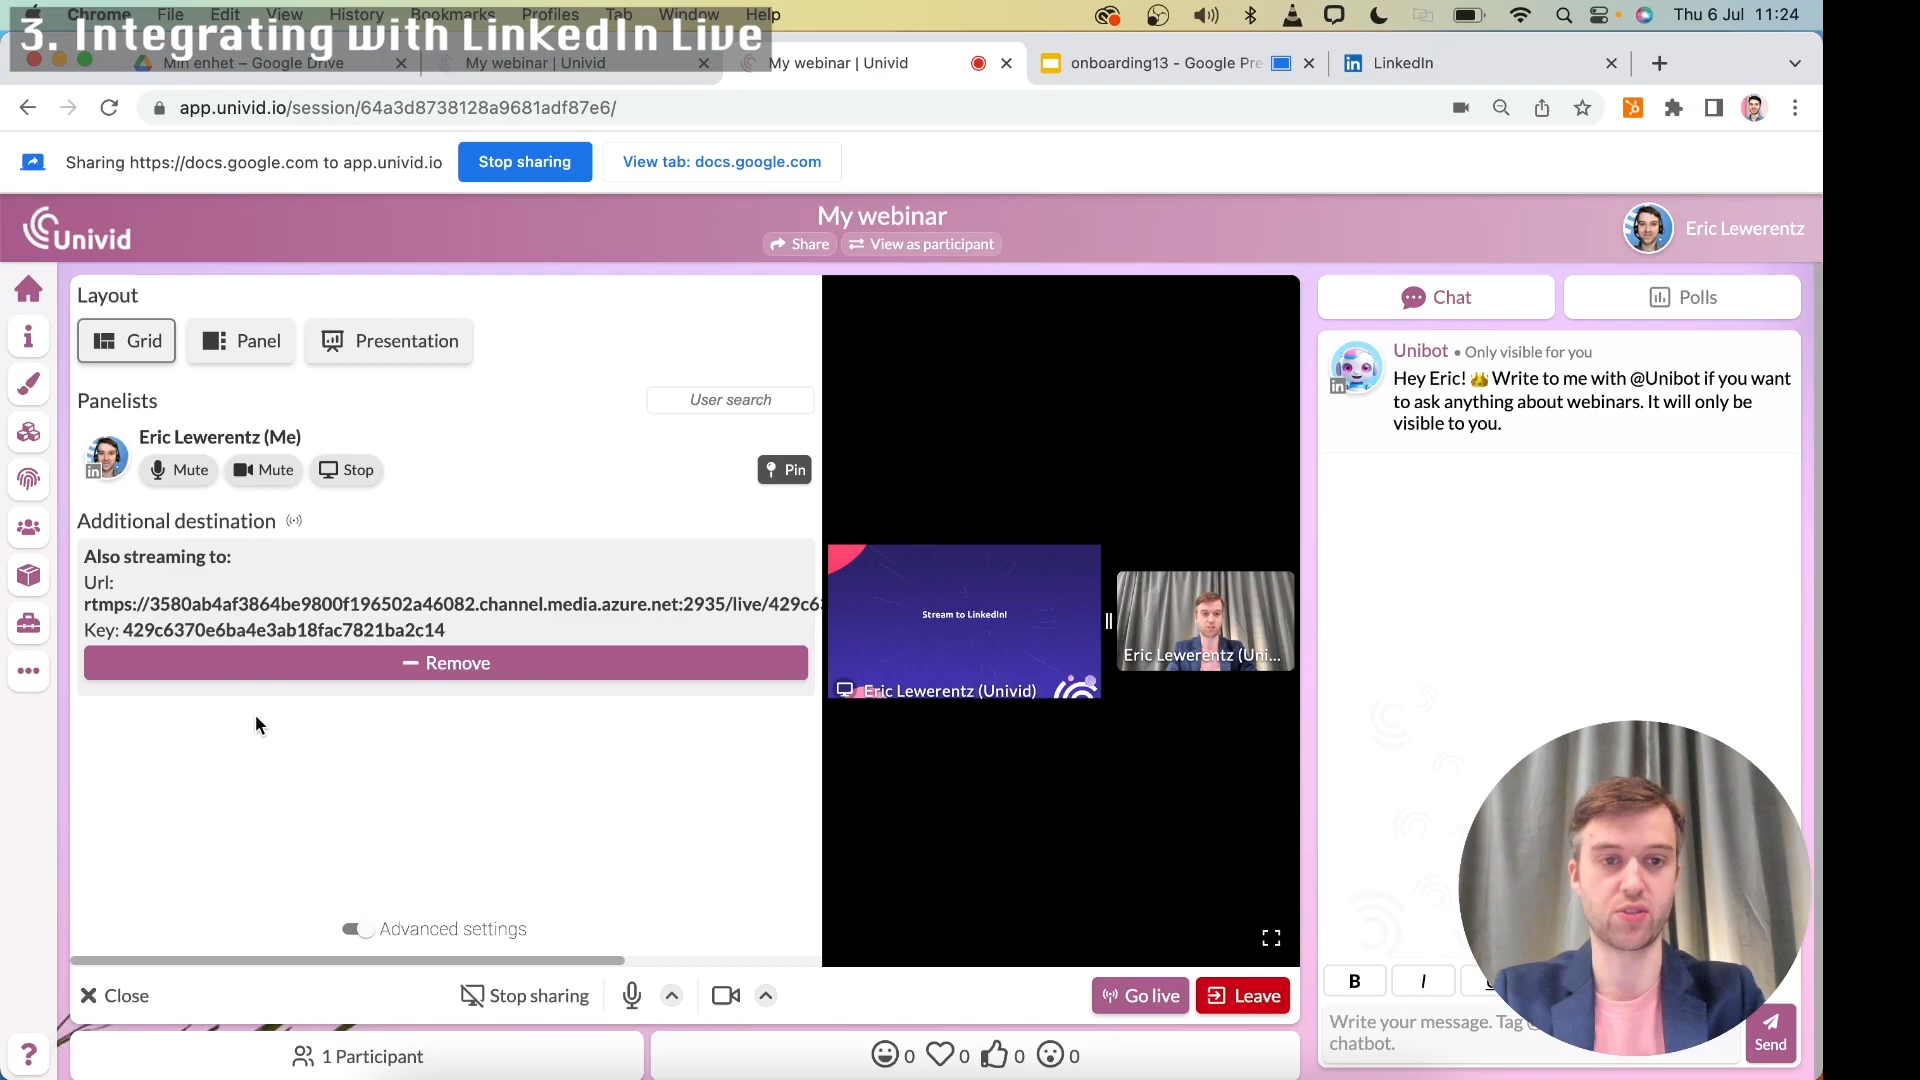 Chrome File Edit View History Bookmarks Profiles Tab Window Help
Thu 6 Jul 11:24
3. Integrating with LinkedIn Live
Min enhet – Google Drive
My webinar | Univid
My webinar | Univid
onboarding13 - Google Pre
LinkedIn
app.univid.io/session/64a3d8738128a9681adf87e6/
Sharing https://docs.google.com to app.univid.io
Stop sharing
View tab: docs.google.com
Univid
My webinar
Share
View as participant
Eric Lewerentz
Layout
Grid
Panel
Presentation
Panelists
User search
Eric Lewerentz (Me)
Mute
Mute
Stop
Pin
Additional destination
Also streaming to:
Url:
rtmps://3580ab4af3864be9800f196502a46082.channel.media.azure.net:2935/live/429c6
Key: 429c6370e6ba4e3ab18fac7821ba2c14
Remove
Advanced settings
Stream to LinkedIn!
Eric Lewerentz (Univid)
Eric Lewerentz (Uni...
Close
Stop sharing
Go live
Leave
1 Participant
0
0
0
0
Chat
Polls
Unibot • Only visible for you
Hey Eric! 👑 Write to me with @Unibot if you want
to ask anything about webinars. It will only be
visible to you.
B
I
Write your message. Tag
chatbot.
Send